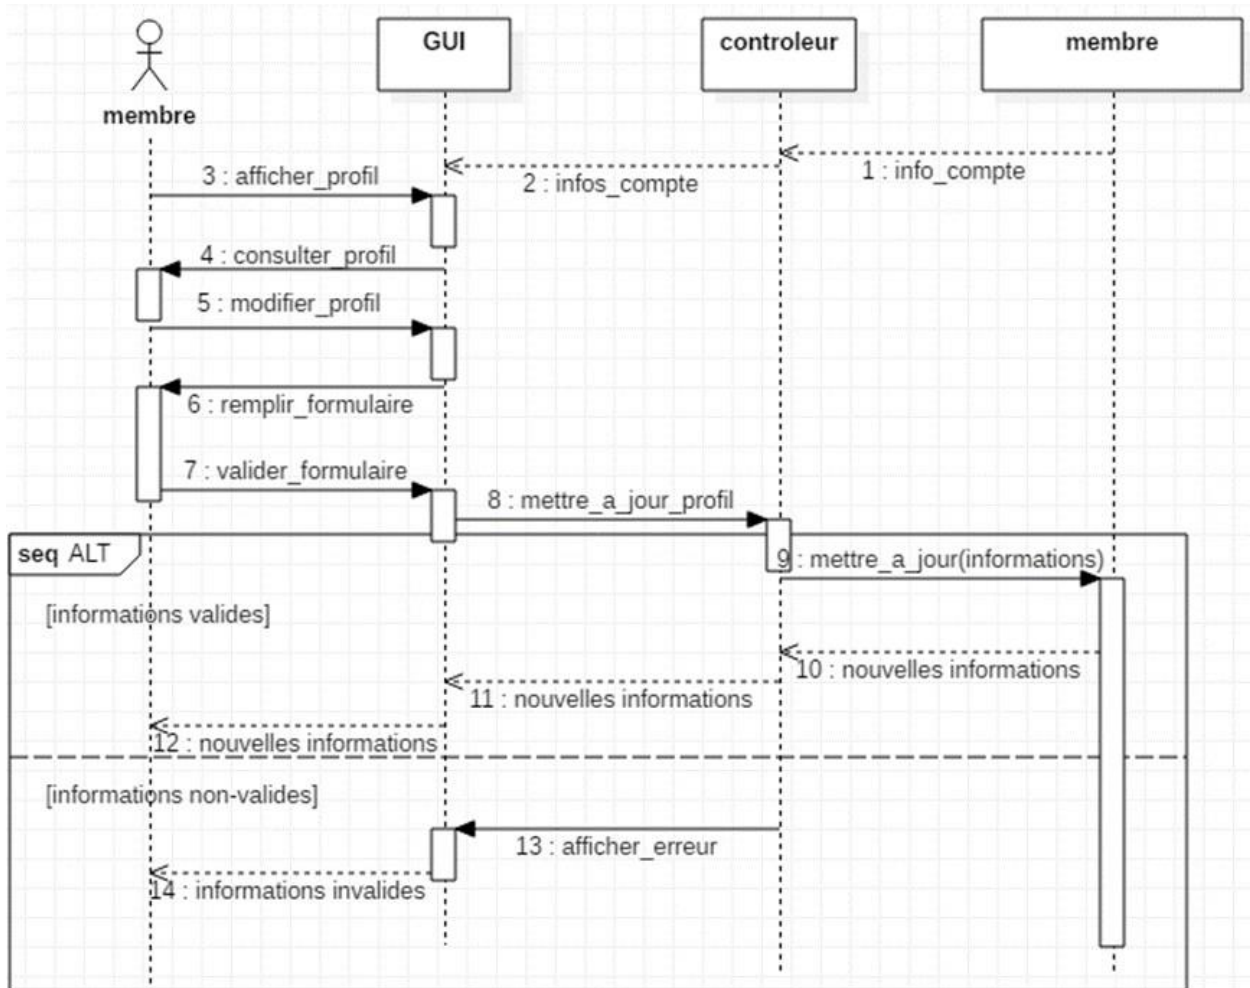 GUI
controleur
membre
membre
1 : info_compte
2 : infos_compte
3 : afficher_profil
4 : consulter_profil
5 : modifier_profil
6 : remplir_formulaire
7 : valider_formulaire
8 : mettre_a_jour_profil
seq ALT
9 : mettre_a_jour(informations)
[informations valides]
10 : nouvelles informations
11 : nouvelles informations
12 : nouvelles informations
[informations non-valides]
13 : afficher_erreur
14 : informations invalides